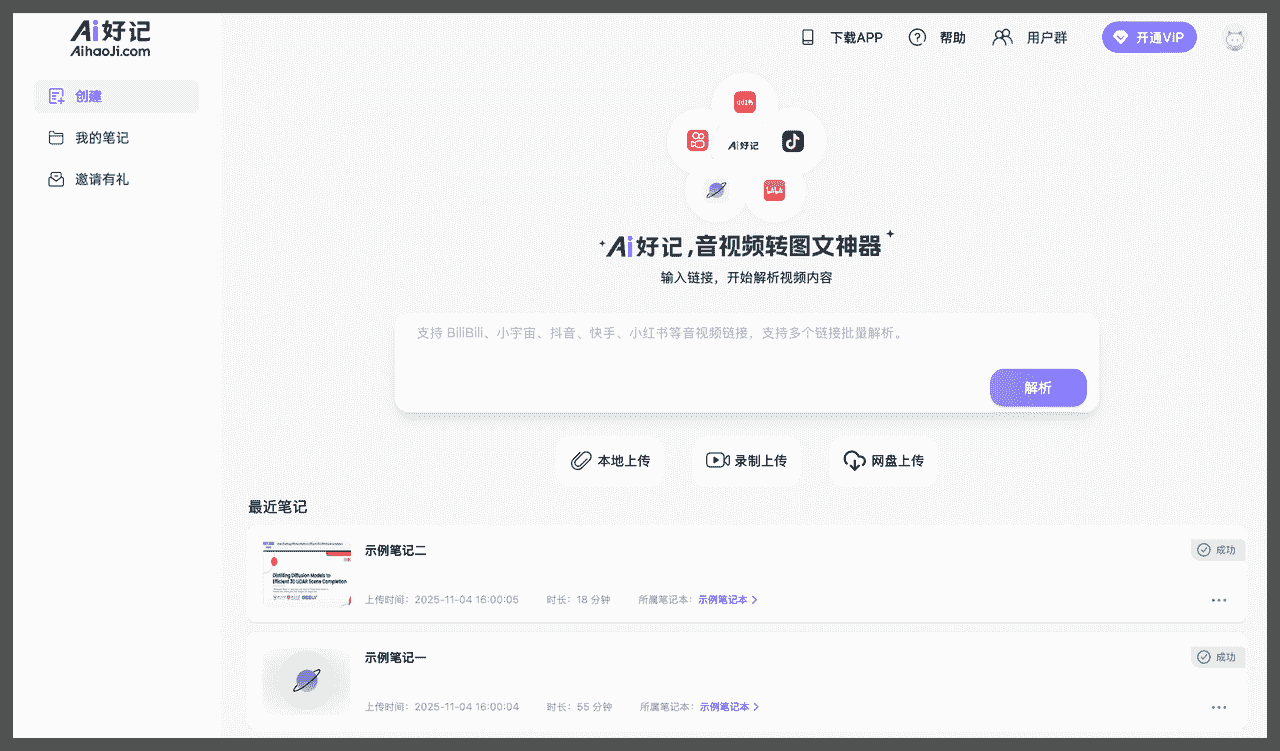 Ai好记
AihaoJi.com
下载APP
帮助
用户群
开通VIP
创建
我的笔记
邀请有礼
Ai好记
Ai好记,音视频转图文神器
输入链接，开始解析视频内容
支持 BiliBili、小宇宙、抖音、快手、小红书等音视频链接，支持多个链接批量解析。
解析
本地上传
录制上传
网盘上传
最近笔记
Distilling Diffusion Models to
Efficient 3D LiDAR Scene Completion
示例笔记二
成功
上传时间：2025-11-04 16:00:05 时长：18 分钟 所属笔记本：示例笔记本
示例笔记一
成功
上传时间：2025-11-04 16:00:04 时长：55 分钟 所属笔记本：示例笔记本